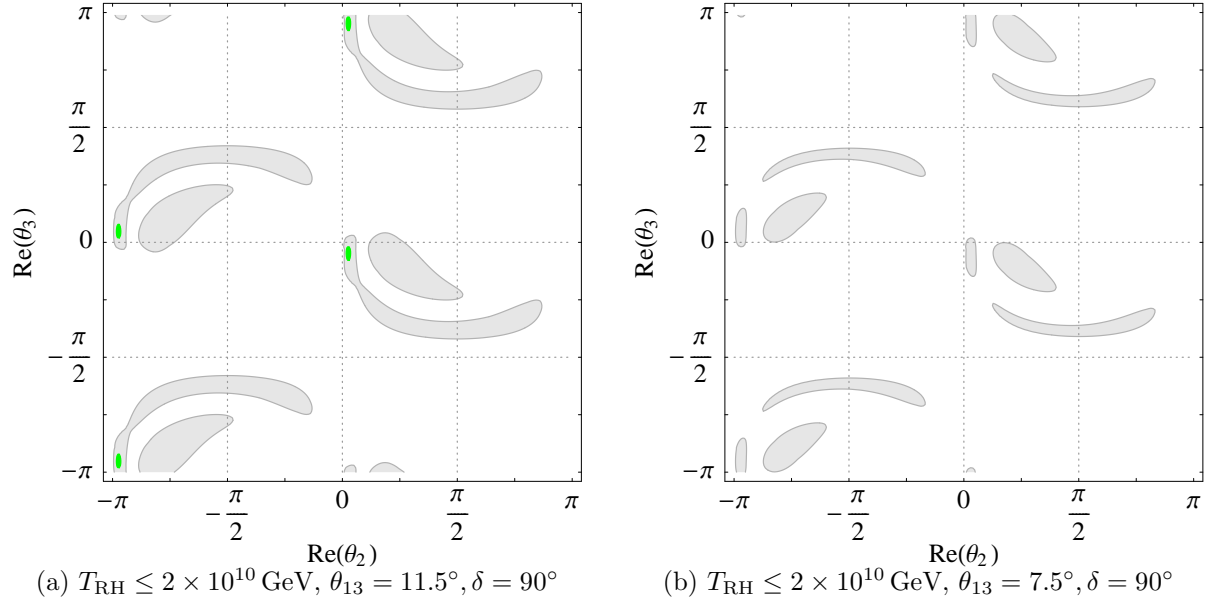 π
π/2
0
−π/2
−π
Re(θ3)
−π
−π/2
0
π/2
π
Re(θ2)
(a) TRH ≤ 2 × 10^10 GeV, θ13 = 11.5°, δ = 90°
π
π/2
0
−π/2
−π
Re(θ3)
−π
−π/2
0
π/2
π
Re(θ2)
(b) TRH ≤ 2 × 10^10 GeV, θ13 = 7.5°, δ = 90°